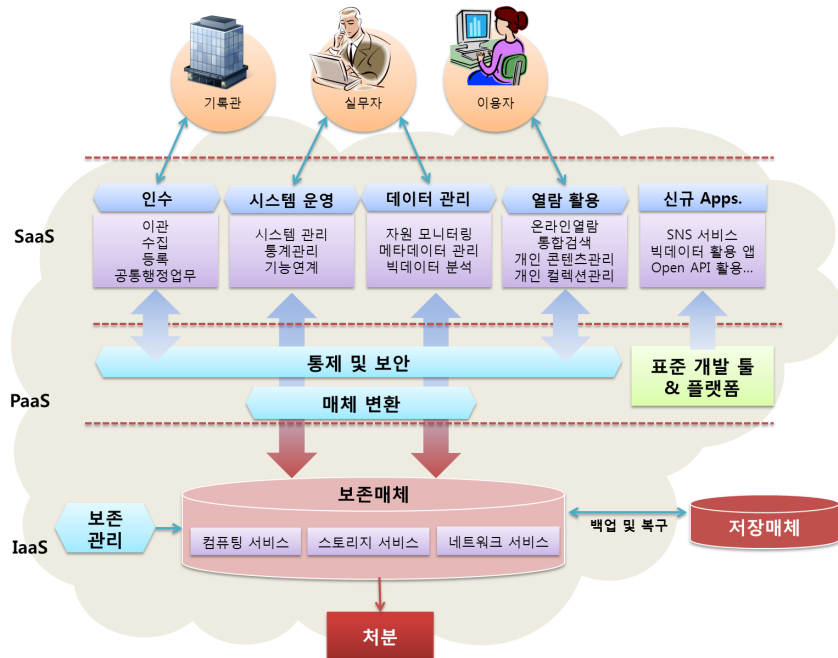 기록관
실무자
이용자
SaaS
인수
이관
수집
등록
공통행정업무
시스템 운영
시스템 관리
통계관리
기능연계
데이터 관리
자원 모니터링
메타데이터 관리
빅데이터 분석
열람 활용
온라인열람
통합검색
개인 콘텐츠관리
개인 컬렉션관리
신규 Apps.
SNS 서비스
빅데이터 활용 앱
Open API 활용...
PaaS
통제 및 보안
매체 변환
표준 개발 툴
& 플랫폼
IaaS
보존
관리
보존매체
컴퓨팅 서비스
스토리지 서비스
네트워크 서비스
백업 및 복구
저장매체
처분